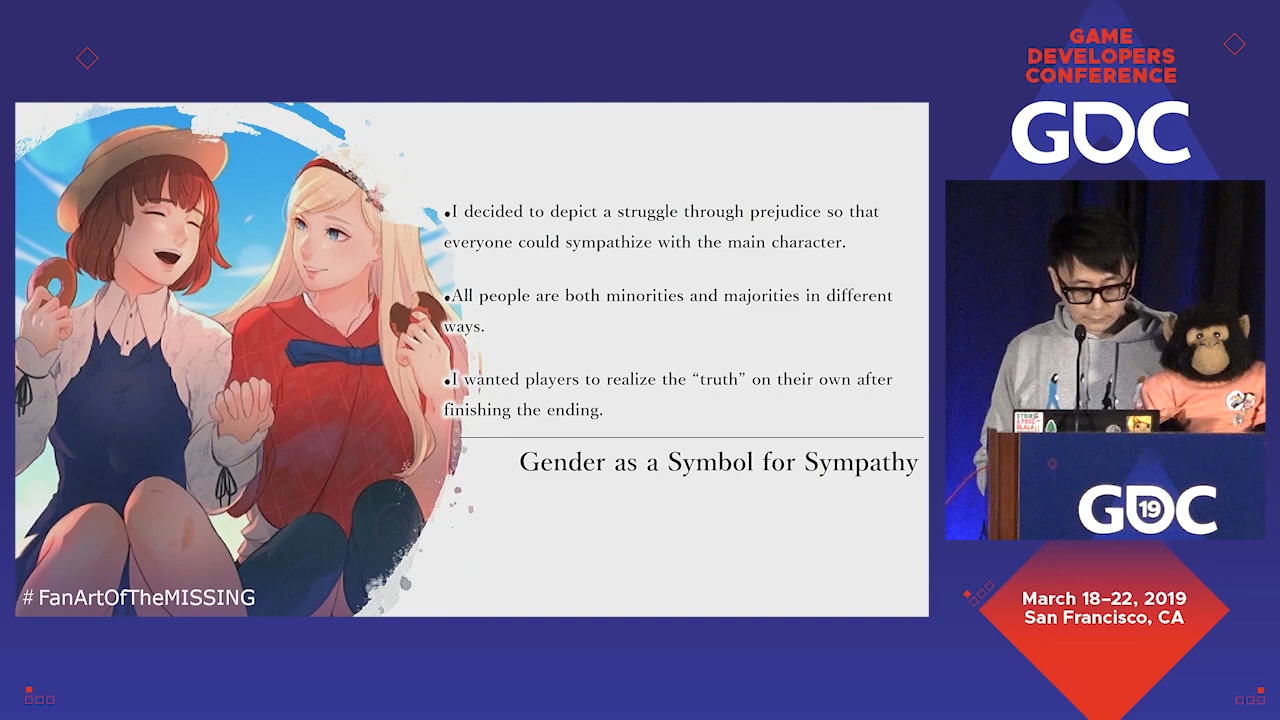 GAME
DEVELOPERS
CONFERENCE
GDC
•I decided to depict a struggle through prejudice so that
everyone could sympathize with the main character.
•All people are both minorities and majorities in different
ways.
•I wanted players to realize the “truth” on their own after
finishing the ending.
Gender as a Symbol for Sympathy
# FanArtOfTheMISSING
GDC
19
March 18–22, 2019
San Francisco, CA